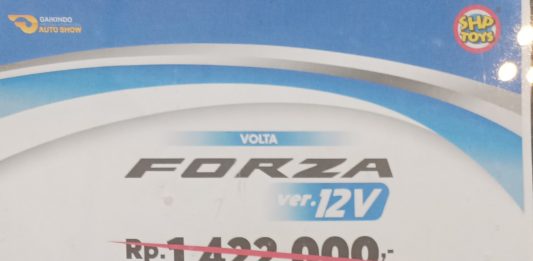 GAIKINDO
AUTO SHOW
SHP
TOYS
VOLTA
FORZA
ver.12V
Rp.1.422.000,-